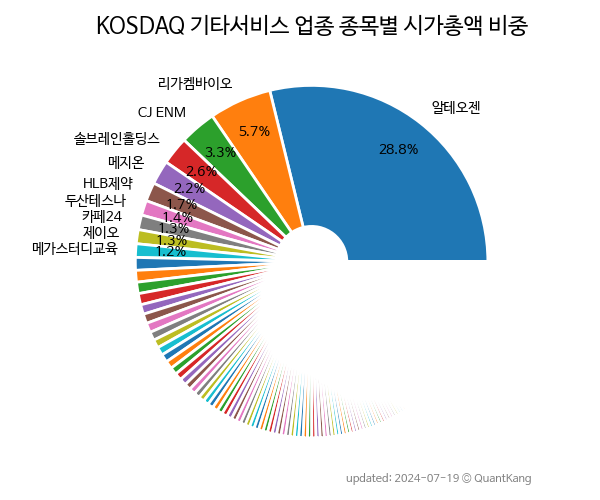 KOSDAQ 기타서비스 업종 종목별 시가총액 비중
리가켐바이오
알테오젠
CJ ENM
5.7%
28.8%
솔브레인홀딩스
3.3%
메지온
2.6%
HLB제약
2.2%
두산테스나
1.7%
카페24
1.4%
제이오
1.3%
메가스터디교육
1.3%
1.2%
updated: 2024-07-19 © QuantKang